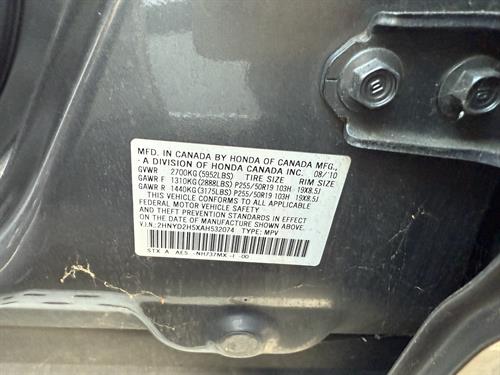 MFD. IN CANADA BY HONDA OF CANADA MFG.,
A DIVISION OF HONDA CANADA INC. 08/10
GVWR 2700KG(5952LBS) TIRE SIZE RIM SIZE
GAWR F 1310KG(2888LBS) P255/50R19 103H 19X8.5J
GAWR R 1440KG(3175LBS) P255/50R19 103H 19X8.5J
THIS VEHICLE CONFORMS TO ALL APPLICABLE
FEDERAL MOTOR VEHICLE SAFETY
AND THEFT PREVENTION STANDARDS IN EFFECT
ON THE DATE OF MANUFACTURE SHOWN ABOVE.
V.I.N.: 2HNYD2H5XAH532074 TYPE: MPV
STX A AE5 -NH737MX -F -00